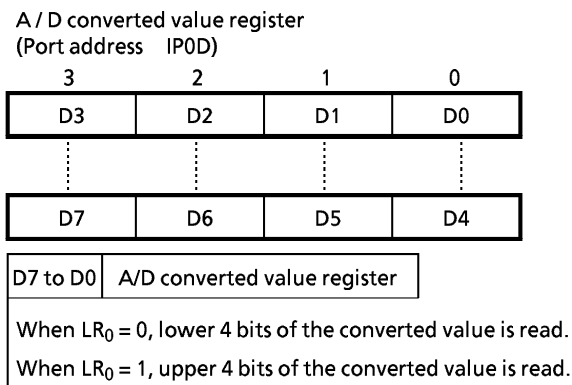 A / D converted value register
(Port address IP0D)
3 2 1 0
D3 D2 D1 D0
D7 D6 D5 D4
D7 to D0 A/D converted value register
When LR0 = 0, lower 4 bits of the converted value is read.
When LR0 = 1, upper 4 bits of the converted value is read.